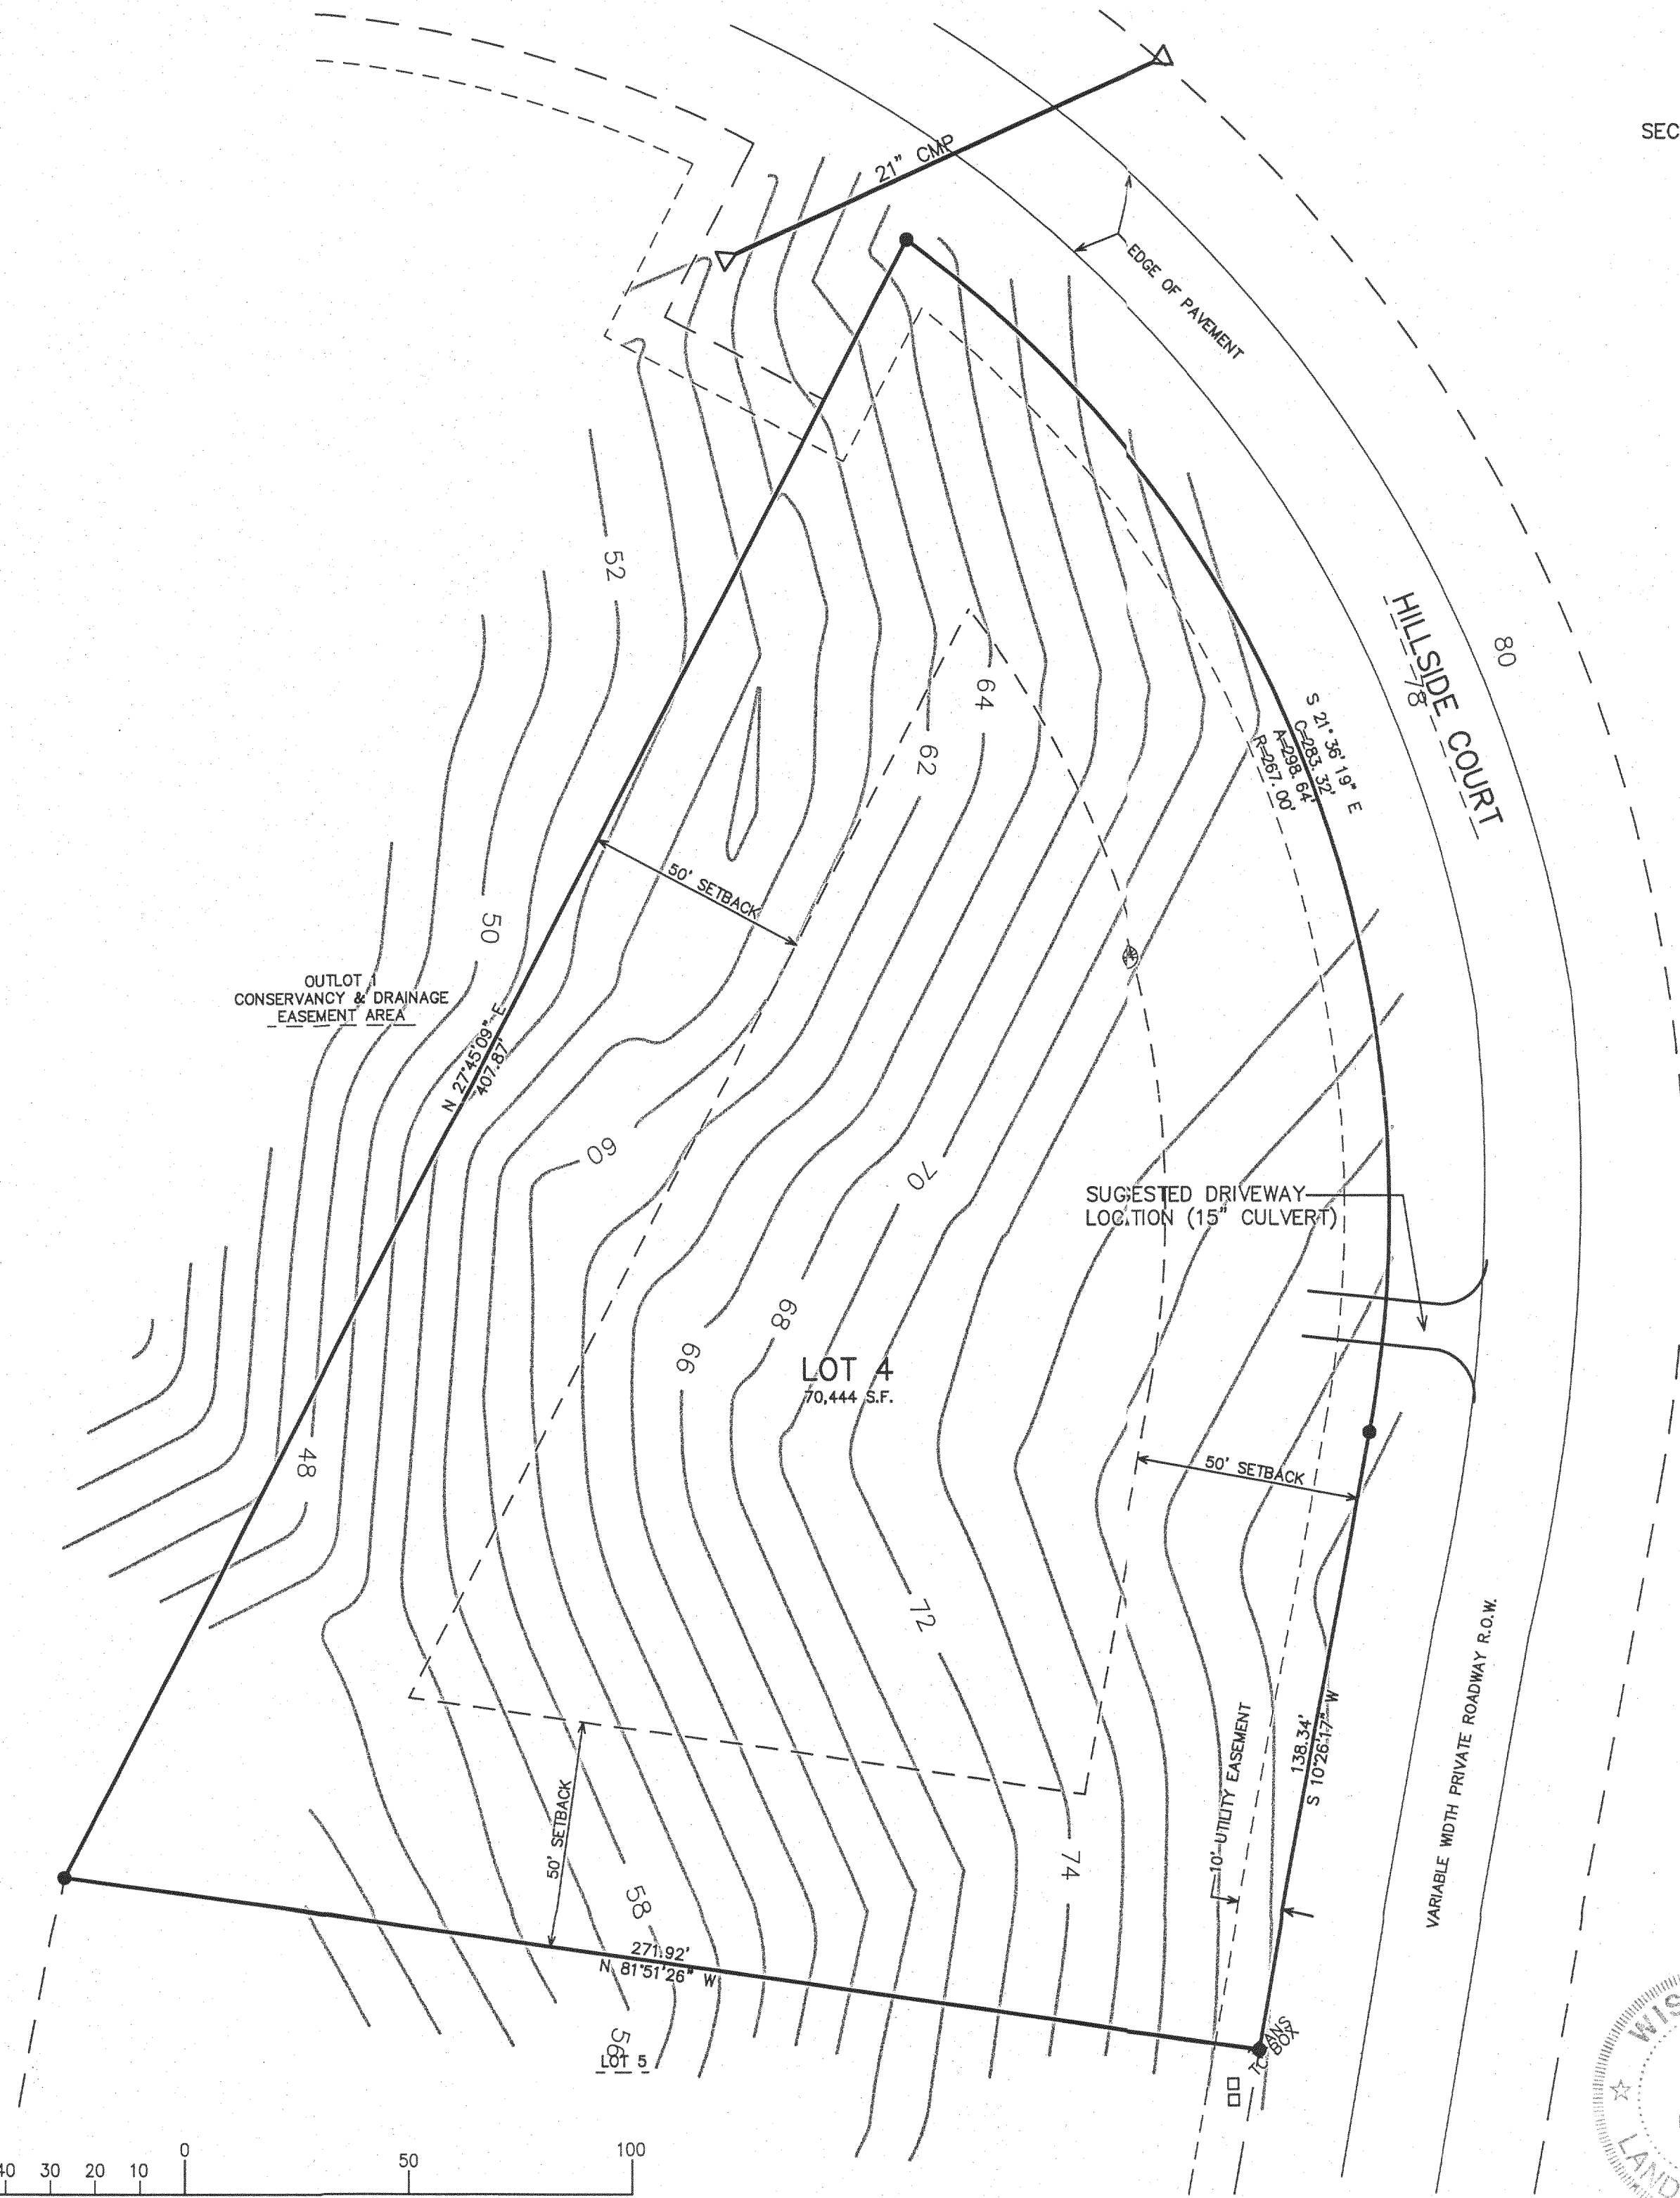 SEC
21" CMP
EDGE OF PAVEMENT
52
HILLSIDE COURT
78
80
64
62
S 21° 36' 19" E
C=283. 32'
A=298. 64'
R=267. 00'
50' SETBACK
50
OUTLOT 1
CONSERVANCY & DRAINAGE
EASEMENT AREA
N 27°45'09" E
407.87'
60
70
SUGESTED DRIVEWAY
LOCATION (15" CULVERT)
68
66
LOT 4
70,444 S.F.
48
50' SETBACK
72
VARIABLE WIDTH PRIVATE ROADWAY R.O.W.
10' UTILITY EASEMENT
138.34'
S 10°26'17" W
50' SETBACK
74
58
271.92'
N 81°51'26" W
56
LOT 5
TRANS
BOX
WIS
LAND
40 30 20 10 0 50 100